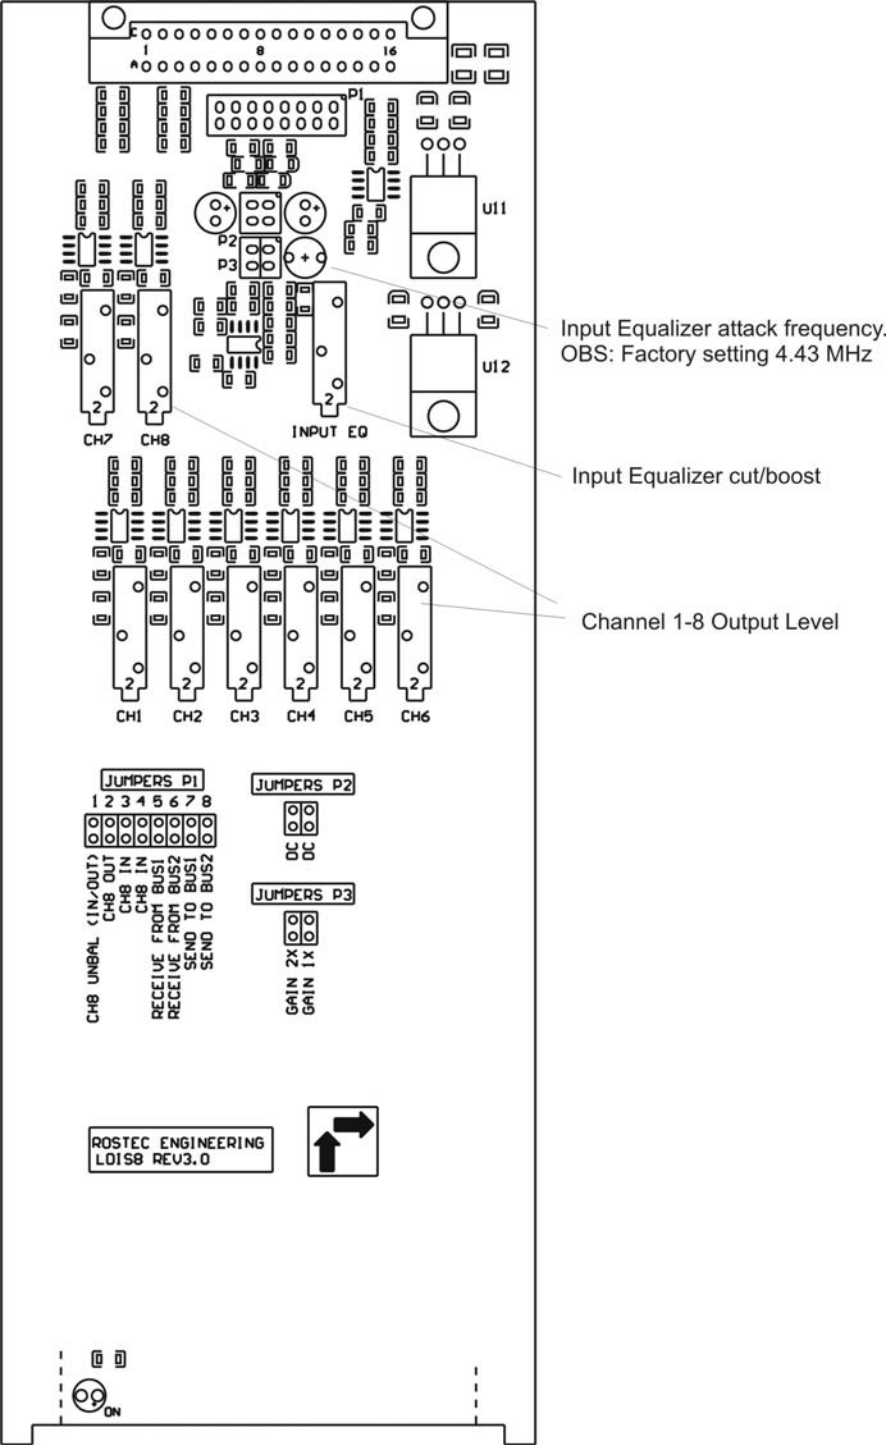 C
1 8 16
A
P1
U11
P2
P3
Input Equalizer attack frequency.
OBS: Factory setting 4.43 MHz
U12
2 2 2
CH7 CH8
INPUT EQ
Input Equalizer cut/boost
Channel 1-8 Output Level
2 2 2 2 2 2
CH1 CH2 CH3 CH4 CH5 CH6
JUMPERS P1
1 2 3 4 5 6 7 8
CH8 UNBAL (IN/OUT)
CH8 OUT
CH8 IN
CH8 IN
RECEIVE FROM BUS1
RECEIVE FROM BUS2
SEND TO BUS1
SEND TO BUS2
JUMPERS P2
OC
OC
JUMPERS P3
GAIN 2X
GAIN 1X
ROSTEC ENGINEERING
LDIS8 REV3.0
ON